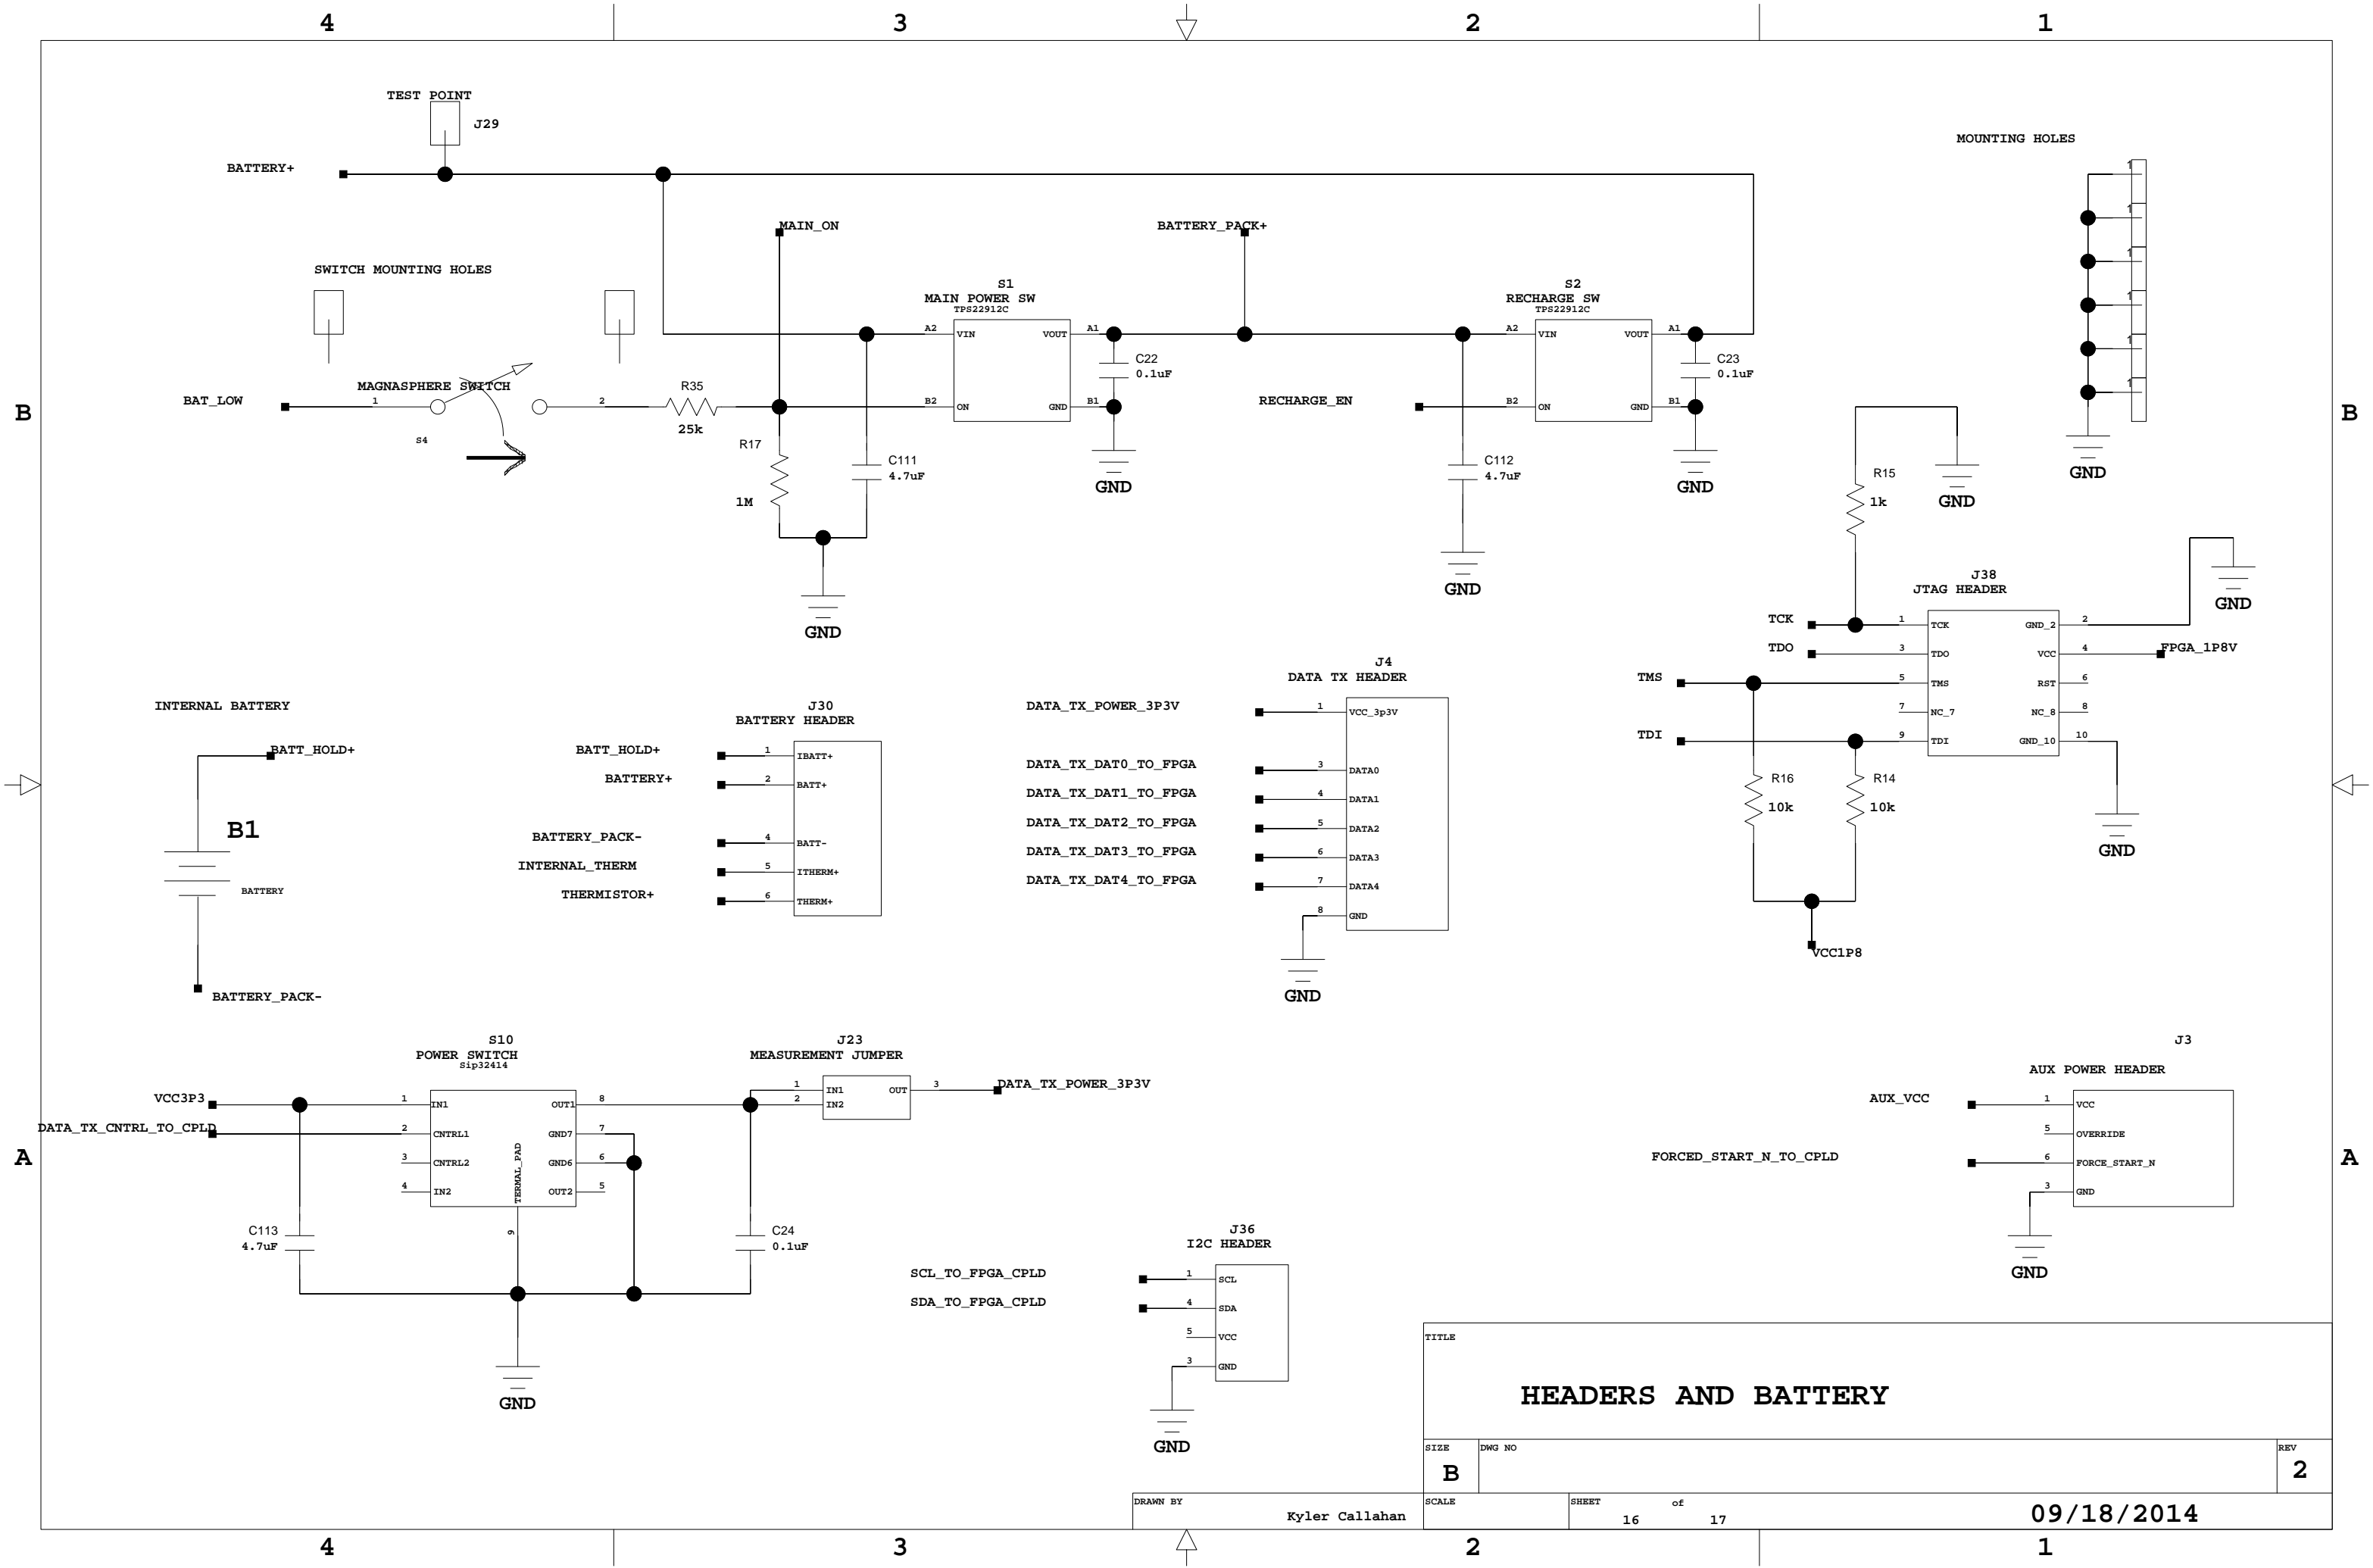 4 3 2 1
TEST POINT
J29
BATTERY+
MOUNTING HOLES
1
1
1
1
1
1
GND
MAIN_ON
BATTERY_PACK+
SWITCH MOUNTING HOLES
S1
MAIN POWER SW
TPS22912C
A2 VIN VOUT A1
B2 ON GND B1
C22
0.1uF
GND
S2
RECHARGE SW
TPS22912C
A2 VIN VOUT A1
B2 ON GND B1
C23
0.1uF
GND
RECHARGE_EN
C112
4.7uF
GND
B
B
BAT_LOW
MAGNASPHERE SWITCH
1
2
S4
R35
25k
R17
1M
C111
4.7uF
GND
R15
1k
GND
J38
JTAG HEADER
TCK 1 TCK GND_2 2
GND
TDO 3 TDO VCC 4 FPGA_1P8V
TMS 5 TMS RST 6
7 NC_7 NC_8 8
TDI 9 TDI GND_10 10
R16
10k
R14
10k
GND
VCC1P8
INTERNAL BATTERY
BATT_HOLD+
B1
BATTERY
BATTERY_PACK-
J30
BATTERY HEADER
BATT_HOLD+ 1 IBATT+
BATTERY+ 2 BATT+
BATTERY_PACK- 4 BATT-
INTERNAL_THERM 5 ITHERM+
THERMISTOR+ 6 THERM+
J4
DATA TX HEADER
DATA_TX_POWER_3P3V 1 VCC_3p3V
DATA_TX_DAT0_TO_FPGA 3 DATA0
DATA_TX_DAT1_TO_FPGA 4 DATA1
DATA_TX_DAT2_TO_FPGA 5 DATA2
DATA_TX_DAT3_TO_FPGA 6 DATA3
DATA_TX_DAT4_TO_FPGA 7 DATA4
8 GND
GND
S10
POWER SWITCH
Sip32414
VCC3P3 1 IN1 OUT1 8
DATA_TX_CNTRL_TO_CPLD 2 CNTRL1 GND7 7
3 CNTRL2 GND6 6
4 IN2 OUT2 5
TERMAL_PAD
9
C113
4.7uF
C24
0.1uF
GND
J23
MEASUREMENT JUMPER
1 IN1 OUT 3 DATA_TX_POWER_3P3V
2 IN2
A
A
J3
AUX POWER HEADER
AUX_VCC 1 VCC
5 OVERRIDE
FORCED_START_N_TO_CPLD 6 FORCE_START_N
3 GND
GND
J36
I2C HEADER
SCL_TO_FPGA_CPLD 1 SCL
SDA_TO_FPGA_CPLD 4 SDA
5 VCC
3 GND
GND
TITLE
HEADERS AND BATTERY
SIZE DWG NO REV
B 2
DRAWN BY
Kyler Callahan
SCALE
SHEET of
16 17
09/18/2014
4 3 2 1